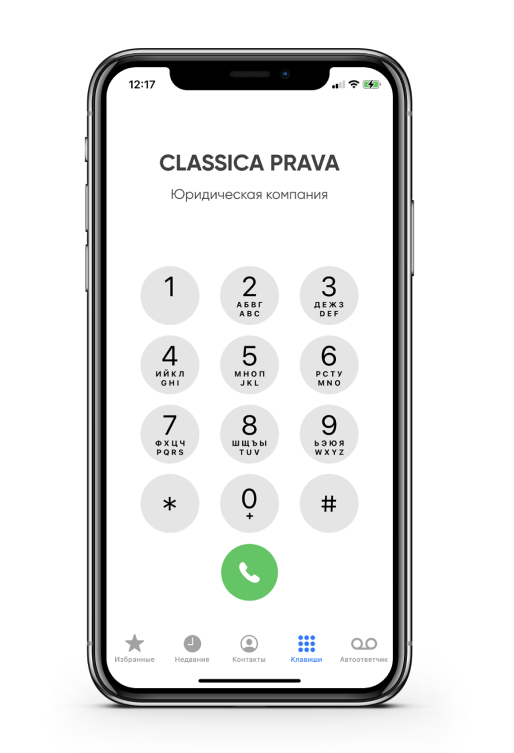 12:17
CLASSICA PRAVA
Юридическая компания
1 2 3
АБВГ ДЕЖЗ
ABC DEF
4 5 6
ИЙКЛ МНОП РСТУ
GHI JKL MNO
7 8 9
ФХЦЧ ШЩЪЫ ЬЭЮЯ
PQRS TUV WXYZ
* 0 #
+
Избранные Недавние Контакты Клавиши Автоответчик